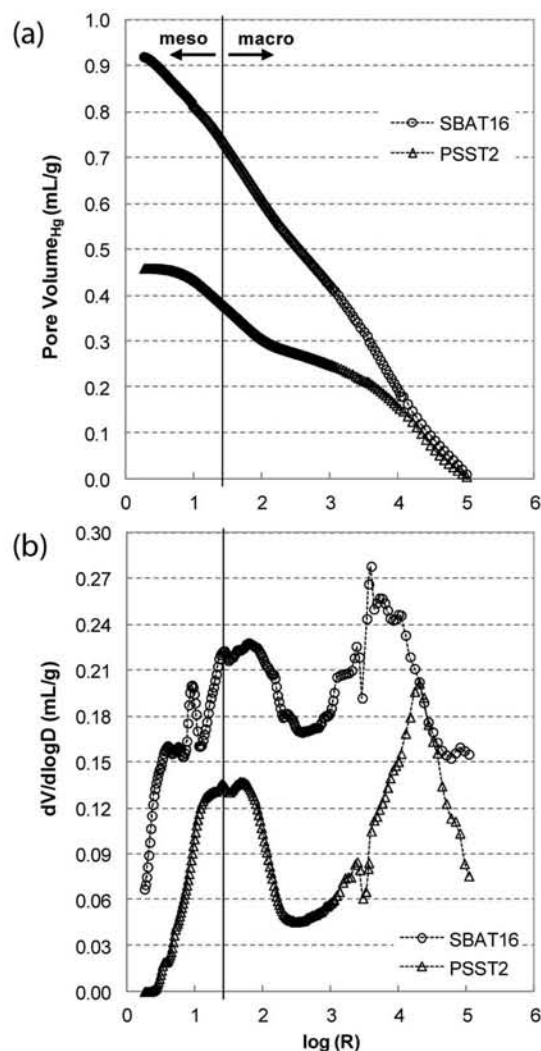 (a)
meso macro
SBAT16
PSST2
Pore Volume_Hg (mL/g)
1.0
0.9
0.8
0.7
0.6
0.5
0.4
0.3
0.2
0.1
0.0
0 1 2 3 4 5 6
(b)
dV/dlogD (mL/g)
0.30
0.27
0.24
0.21
0.18
0.15
0.12
0.09
0.06
0.03
0.00
SBAT16
PSST2
0 1 2 3 4 5 6
log (R)